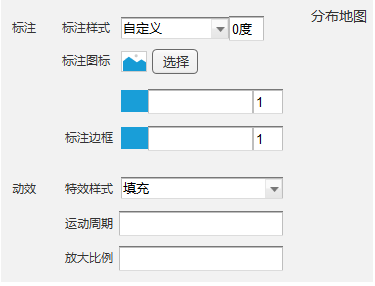 分布地图
标注 标注样式 自定义 0度
标注图标 选择
1
标注边框 1
动效 特效样式 填充
运动周期
放大比例